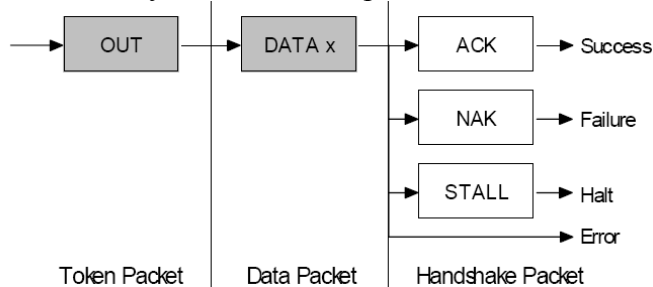 OUT
DATA x
ACK
Success
NAK
Failure
STALL
Halt
Error
Token Packet
Data Packet
Handshake Packet